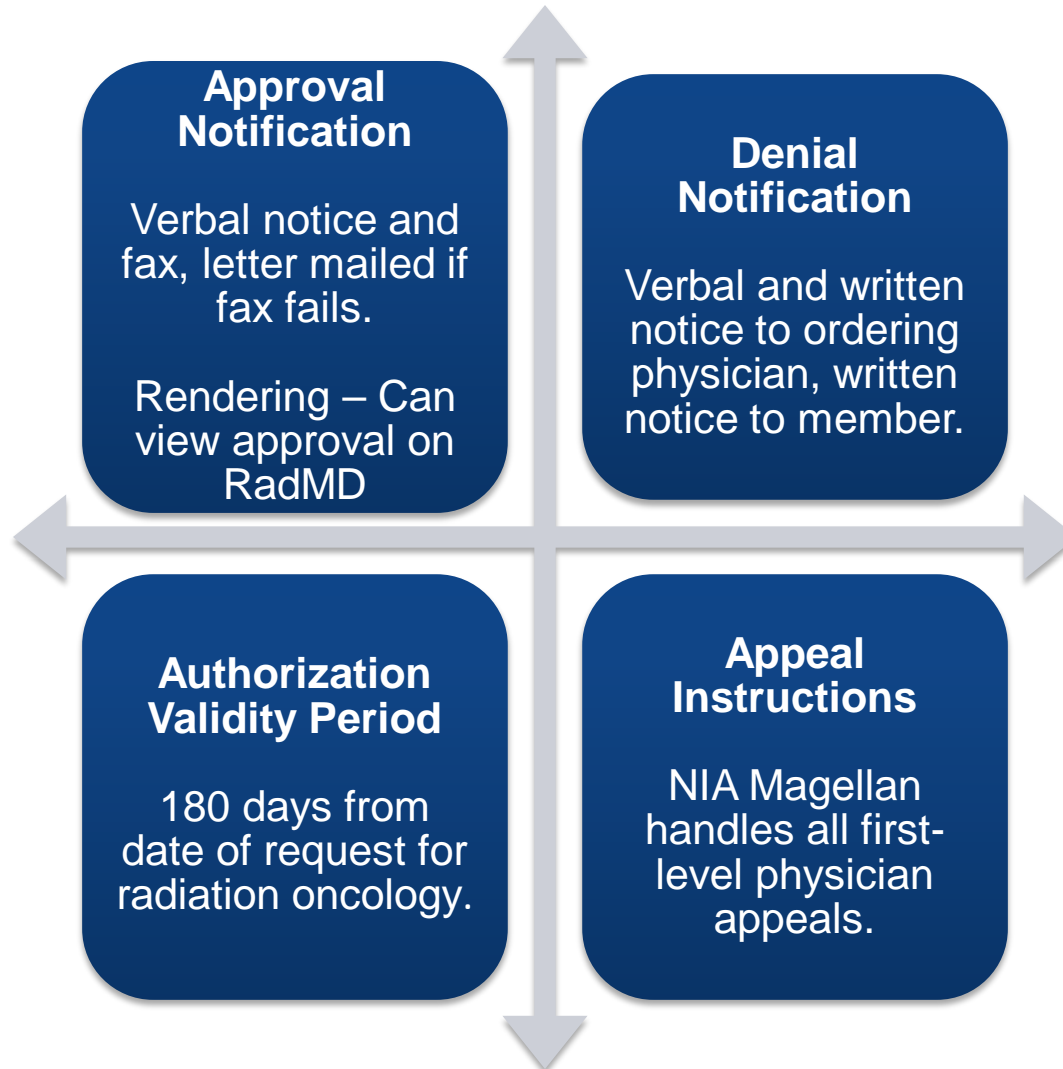 Approval
Notification
Verbal notice and
fax, letter mailed if
fax fails.
Rendering – Can
view approval on
RadMD
Denial
Notification
Verbal and written
notice to ordering
physician, written
notice to member.
Authorization
Validity Period
180 days from
date of request for
radiation oncology.
Appeal
Instructions
NIA Magellan
handles all first-
level physician
appeals.